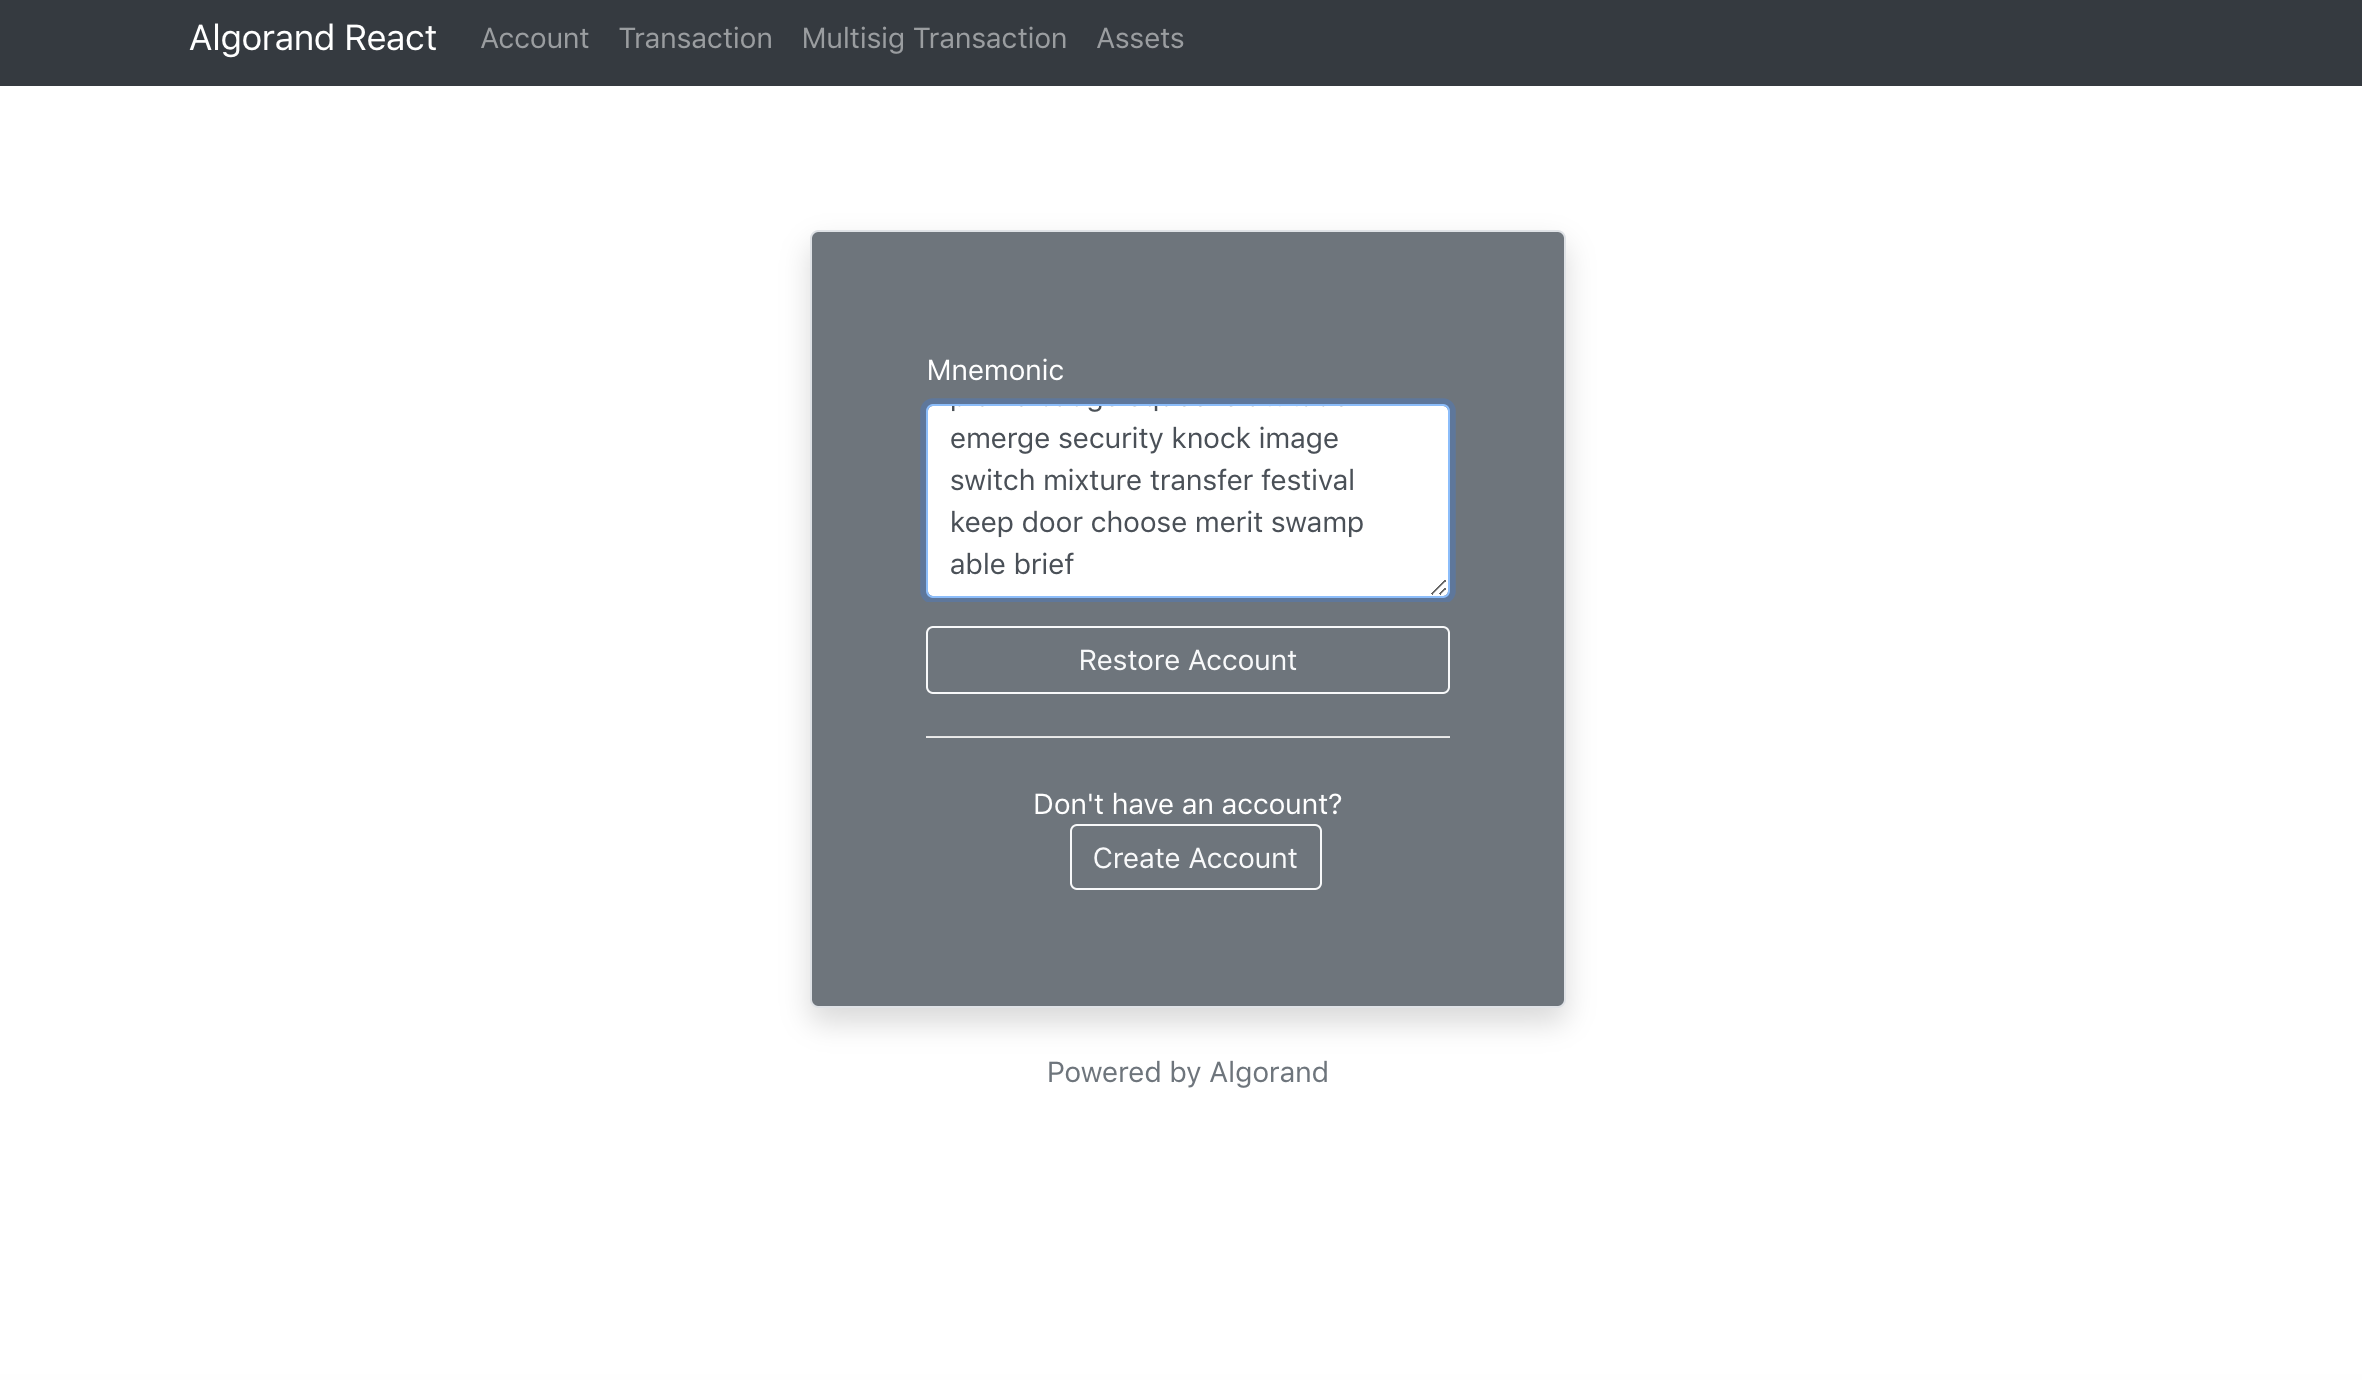 Algorand React Account Transaction Multisig Transaction Assets
Mnemonic
emerge security knock image
switch mixture transfer festival
keep door choose merit swamp
able brief
Restore Account
Don't have an account?
Create Account
Powered by Algorand